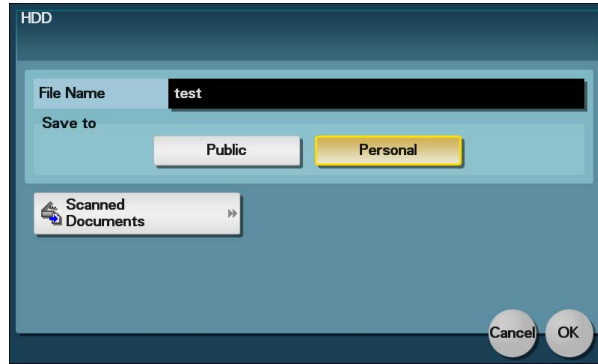 HDD
File Name test
Save to
Public Personal
Scanned
Documents
Cancel OK